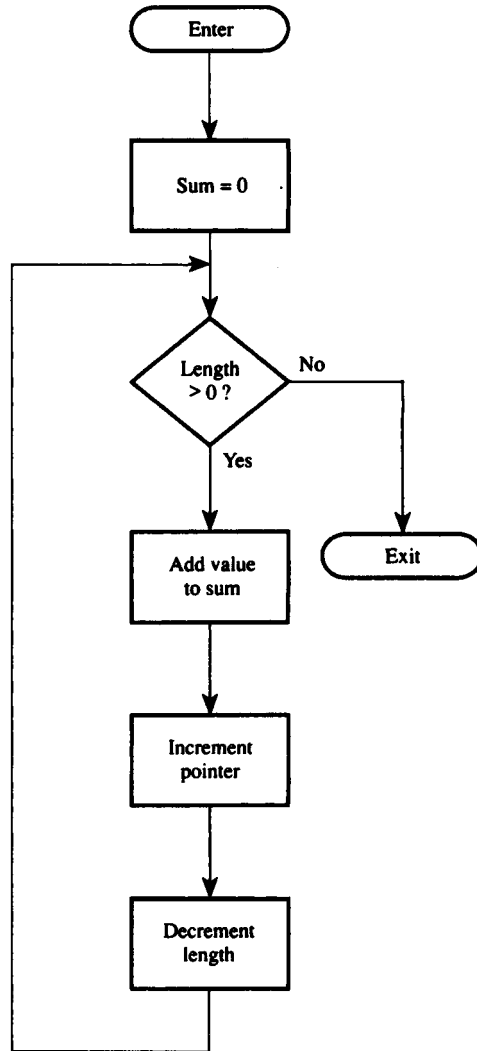 Enter
Sum = 0
Length
> 0 ?
No
Yes
Add value
to sum
Exit
Increment
pointer
Decrement
length